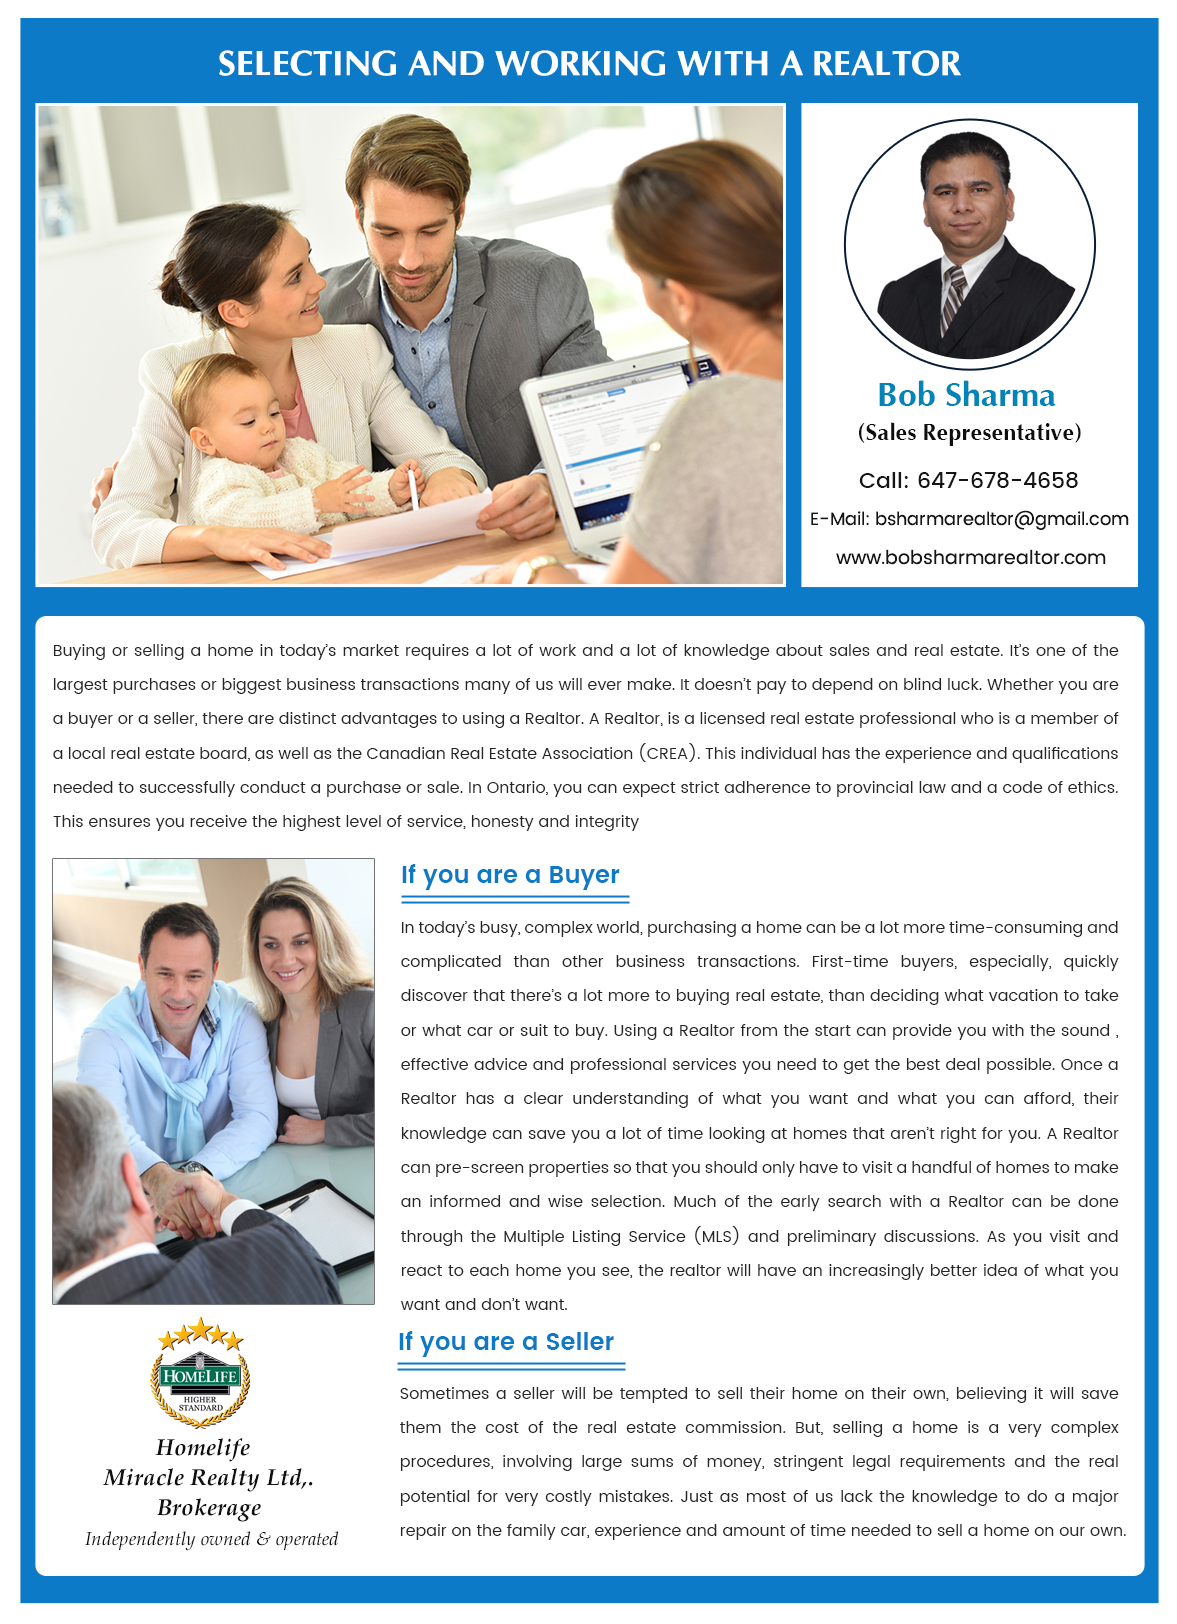 SELECTING AND WORKING WITH A REALTOR
Bob Sharma
(Sales Representative)
Call: 647-678-4658
E-Mail: bsharmarealtor@gmail.com
www.bobsharmarealtor.com
Buying or selling a home in today's market requires a lot of work and a lot of knowledge about sales and real estate. It's one of the
largest purchases or biggest business transactions many of us will ever make. It doesn't pay to depend on blind luck. Whether you are
a buyer or a seller, there are distinct advantages to using a Realtor. A Realtor, is a licensed real estate professional who is a member of
a local real estate board, as well as the Canadian Real Estate Association (CREA). This individual has the experience and qualifications
needed to successfully conduct a purchase or sale. In Ontario, you can expect strict adherence to provincial law and a code of ethics.
This ensures you receive the highest level of service, honesty and integrity
If you are a Buyer
In today's busy, complex world, purchasing a home can be a lot more time-consuming and
complicated than other business transactions. First-time buyers, especially, quickly
discover that there's a lot more to buying real estate, than deciding what vacation to take
or what car or suit to buy. Using a Realtor from the start can provide you with the sound ,
effective advice and professional services you need to get the best deal possible. Once a
Realtor has a clear understanding of what you want and what you can afford, their
knowledge can save you a lot of time looking at homes that aren't right for you. A Realtor
can pre-screen properties so that you should only have to visit a handful of homes to make
an informed and wise selection. Much of the early search with a Realtor can be done
through the Multiple Listing Service (MLS) and preliminary discussions. As you visit and
react to each home you see, the realtor will have an increasingly better idea of what you
want and don't want.
If you are a Seller
Sometimes a seller will be tempted to sell their home on their own, believing it will save
them the cost of the real estate commission. But, selling a home is a very complex
procedures, involving large sums of money, stringent legal requirements and the real
potential for very costly mistakes. Just as most of us lack the knowledge to do a major
repair on the family car, experience and amount of time needed to sell a home on our own.
HOMELIFE
HIGHER
STANDARD
Homelife
Miracle Realty Ltd,.
Brokerage
Independently owned & operated